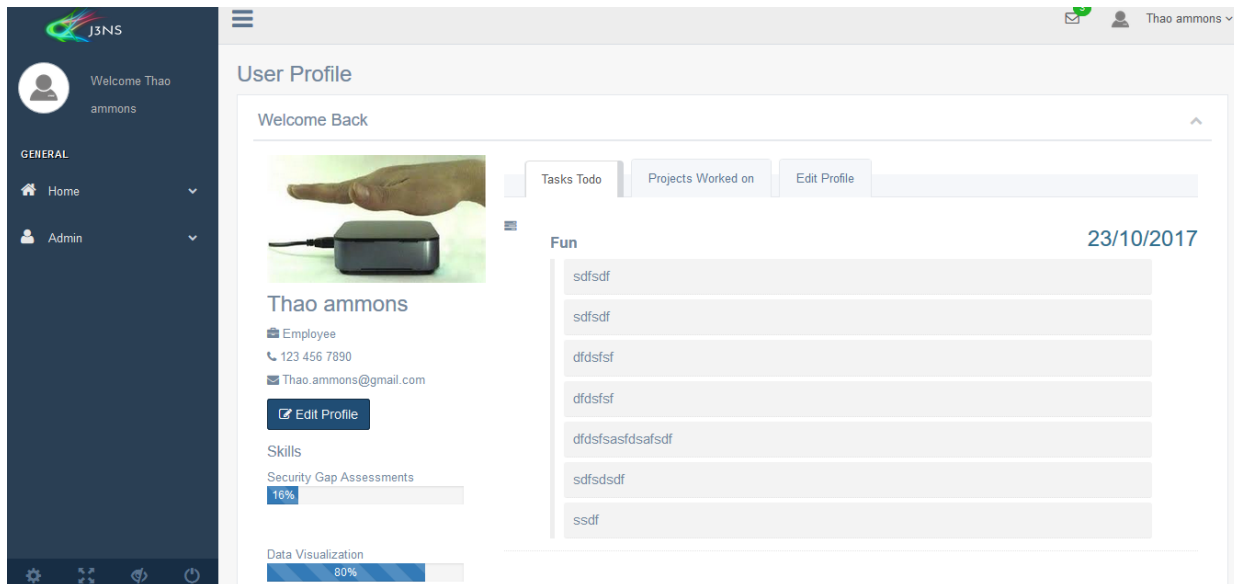 J3NS
Thao ammons
Welcome Thao
ammons
GENERAL
Home
Admin
User Profile
Welcome Back
Thao ammons
Employee
123 456 7890
Thao.ammons@gmail.com
Edit Profile
Skills
Security Gap Assessments
16%
Data Visualization
80%
Tasks Todo
Projects Worked on
Edit Profile
Fun
23/10/2017
sdfsdf
sdfsdf
dfdsfsf
dfdsfsf
dfdsfsasfdsafsdf
sdfsdsdf
ssdf